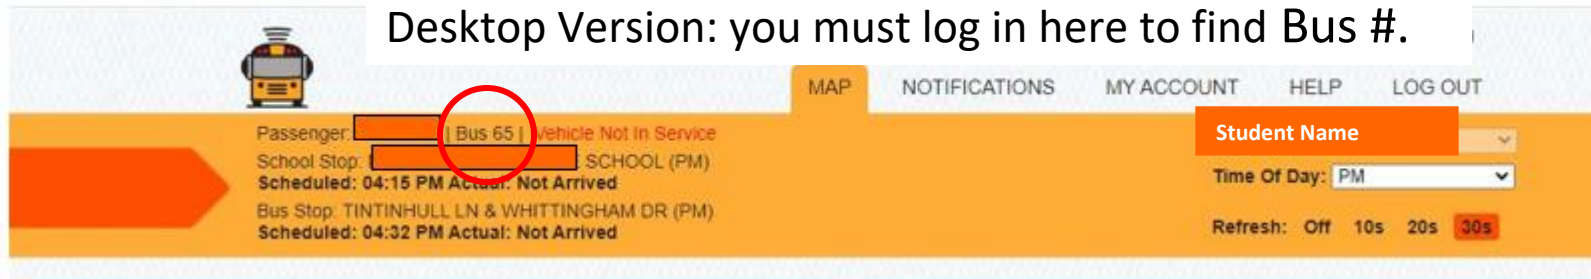 Desktop Version: you must log in here to find Bus #.
MAP NOTIFICATIONS MY ACCOUNT HELP LOG OUT
Passenger: | Bus 65 | Vehicle Not In Service
Student Name
School Stop: SCHOOL (PM)
Scheduled: 04:15 PM Actual: Not Arrived
Time Of Day: PM
Bus Stop: TINTINHULL LN & WHITTINGHAM DR (PM)
Scheduled: 04:32 PM Actual: Not Arrived
Refresh: Off 10s 20s 30s